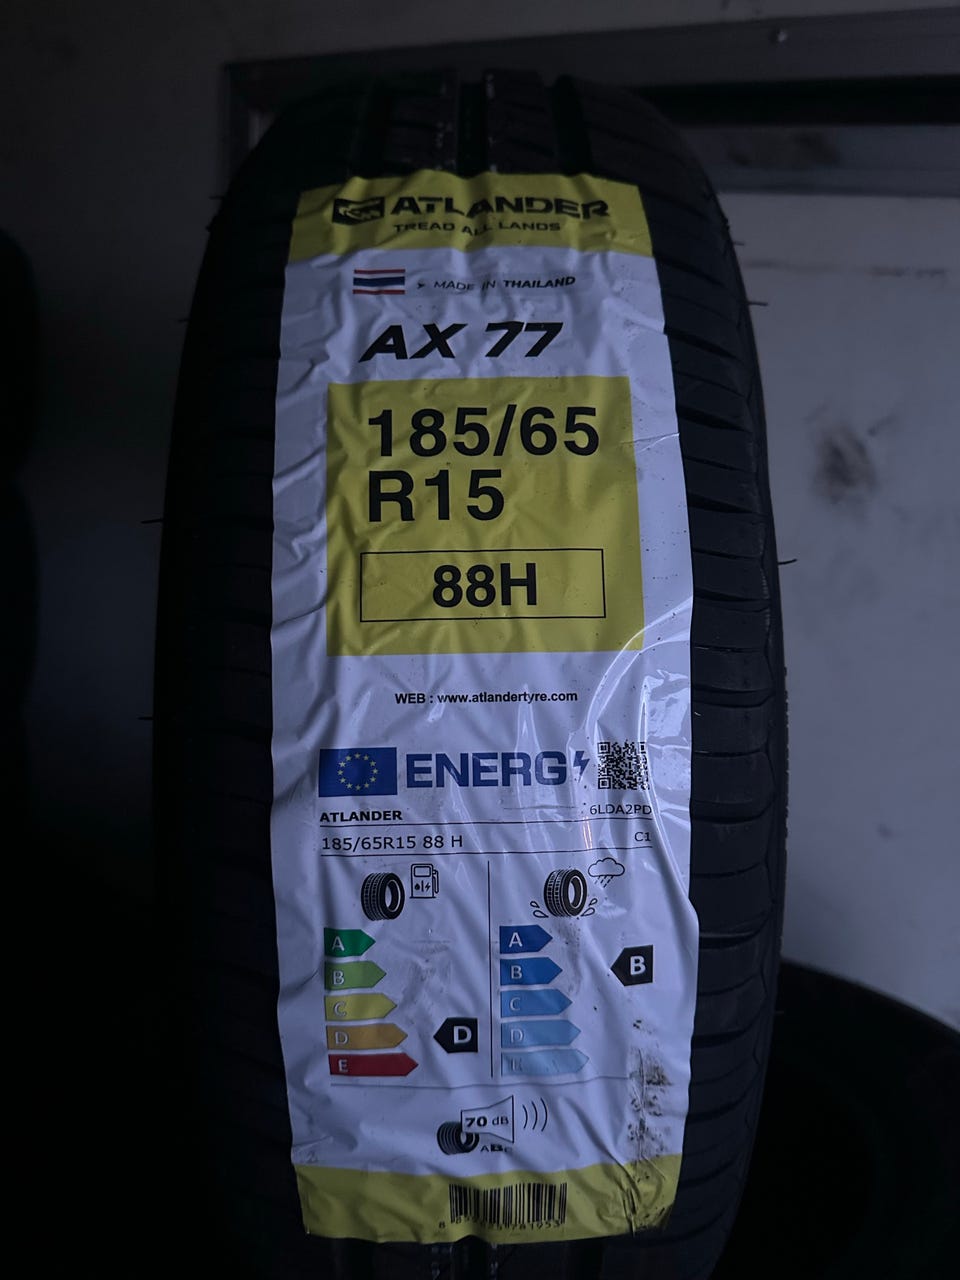 ATLANDER
TREAD ALL LANDS
MADE IN THAILAND
AX 77
185/65
R15
88H
WEB : www.atlandertyre.com
ENERG
ATLANDER
6LDA2PD
185/65R15 88 H
C1
A
A
B
B
B
C
C
D
D
D
E
E
70 dB
ABC